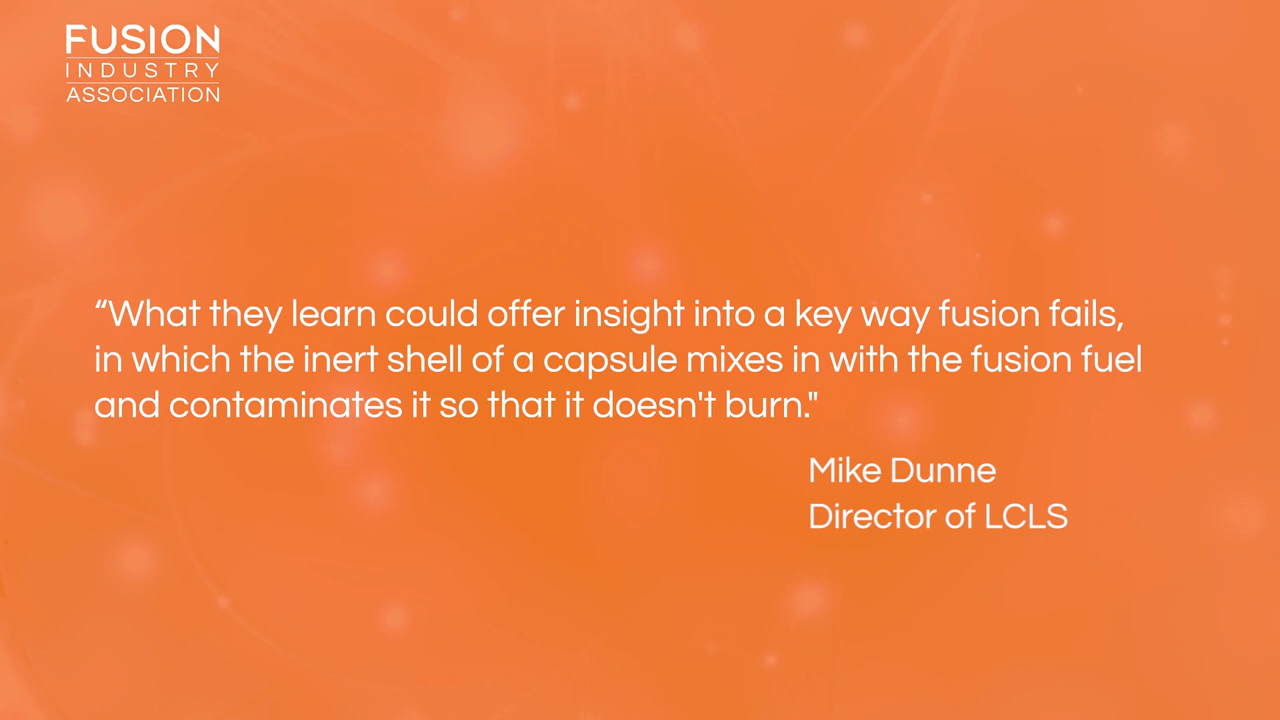 FUSION
INDUSTRY
ASSOCIATION
“What they learn could offer insight into a key way fusion fails,
in which the inert shell of a capsule mixes in with the fusion fuel
and contaminates it so that it doesn't burn."
Mike Dunne
Director of LCLS